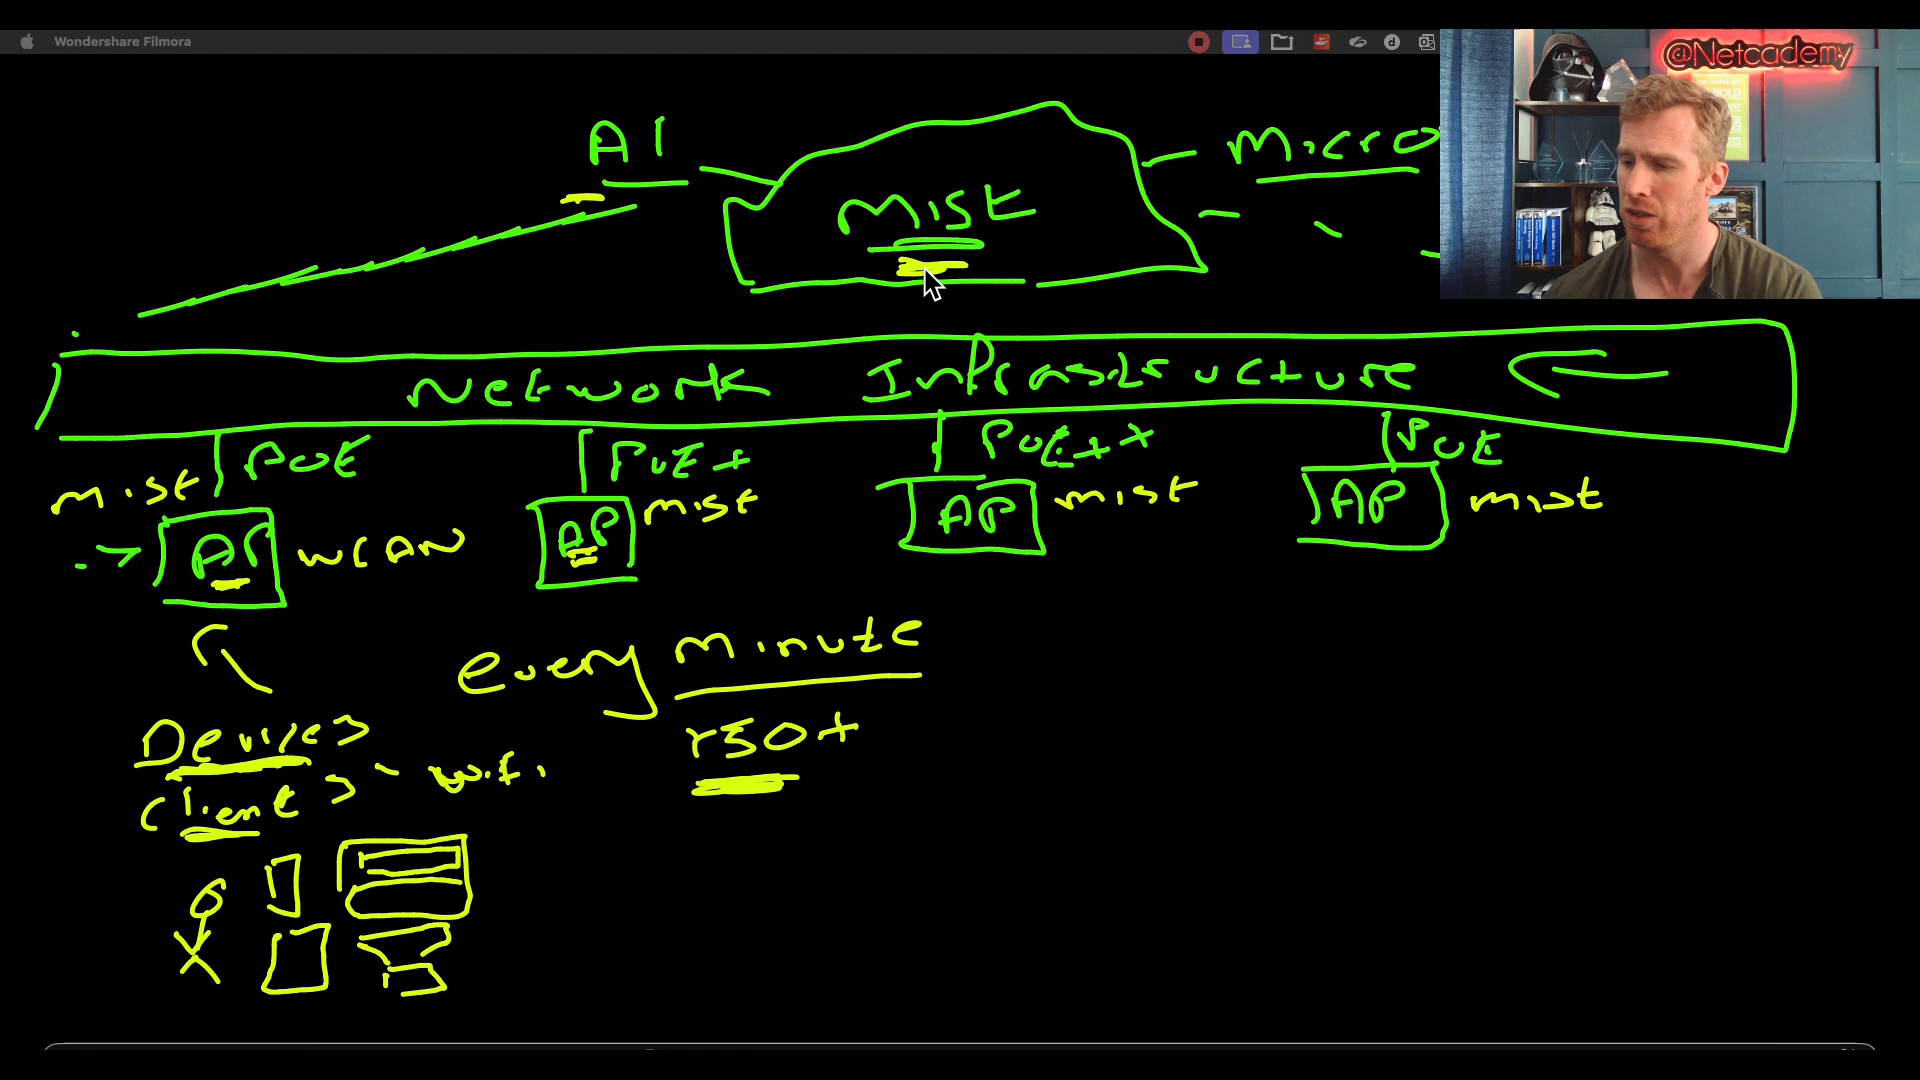 Wondershare Filmora
@Netcademy
AI
Mist
Micro
Network Infrastructure
POE
POE+
POE++
POE
Mist
AP
WLAN
AP
Mist
AP
Mist
AP
Mist
every minute
150+
Devices
Clients - Wifi